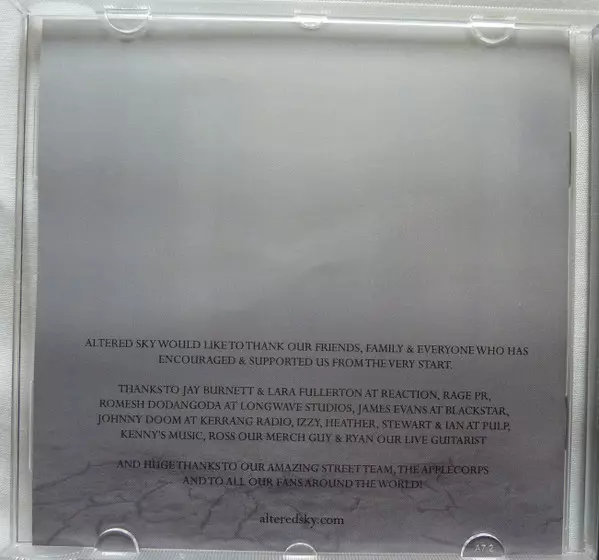 ALTERED SKY WOULD LIKE TO THANK OUR FRIENDS, FAMILY & EVERYONE WHO HAS
ENCOURAGED & SUPPORTED US FROM THE VERY START.
THANKS TO JAY BURNETT & LARA FULLERTON AT REACTION, RAGE PR,
ROMESH DODANGODA AT LONGWAVE STUDIOS, JAMES EVANS AT BLACKSTAR,
JOHNNY DOOM AT KERRANG RADIO, IZZY, HEATHER, STEWART & IAN AT PULP,
KENNY'S MUSIC, ROSS OUR MERCH GUY & RYAN OUR LIVE GUITARIST
AND HUGE THANKS TO OUR AMAZING STREET TEAM, THE APPLECORPS
AND TO ALL OUR FANS AROUND THE WORLD!
alteredsky.com